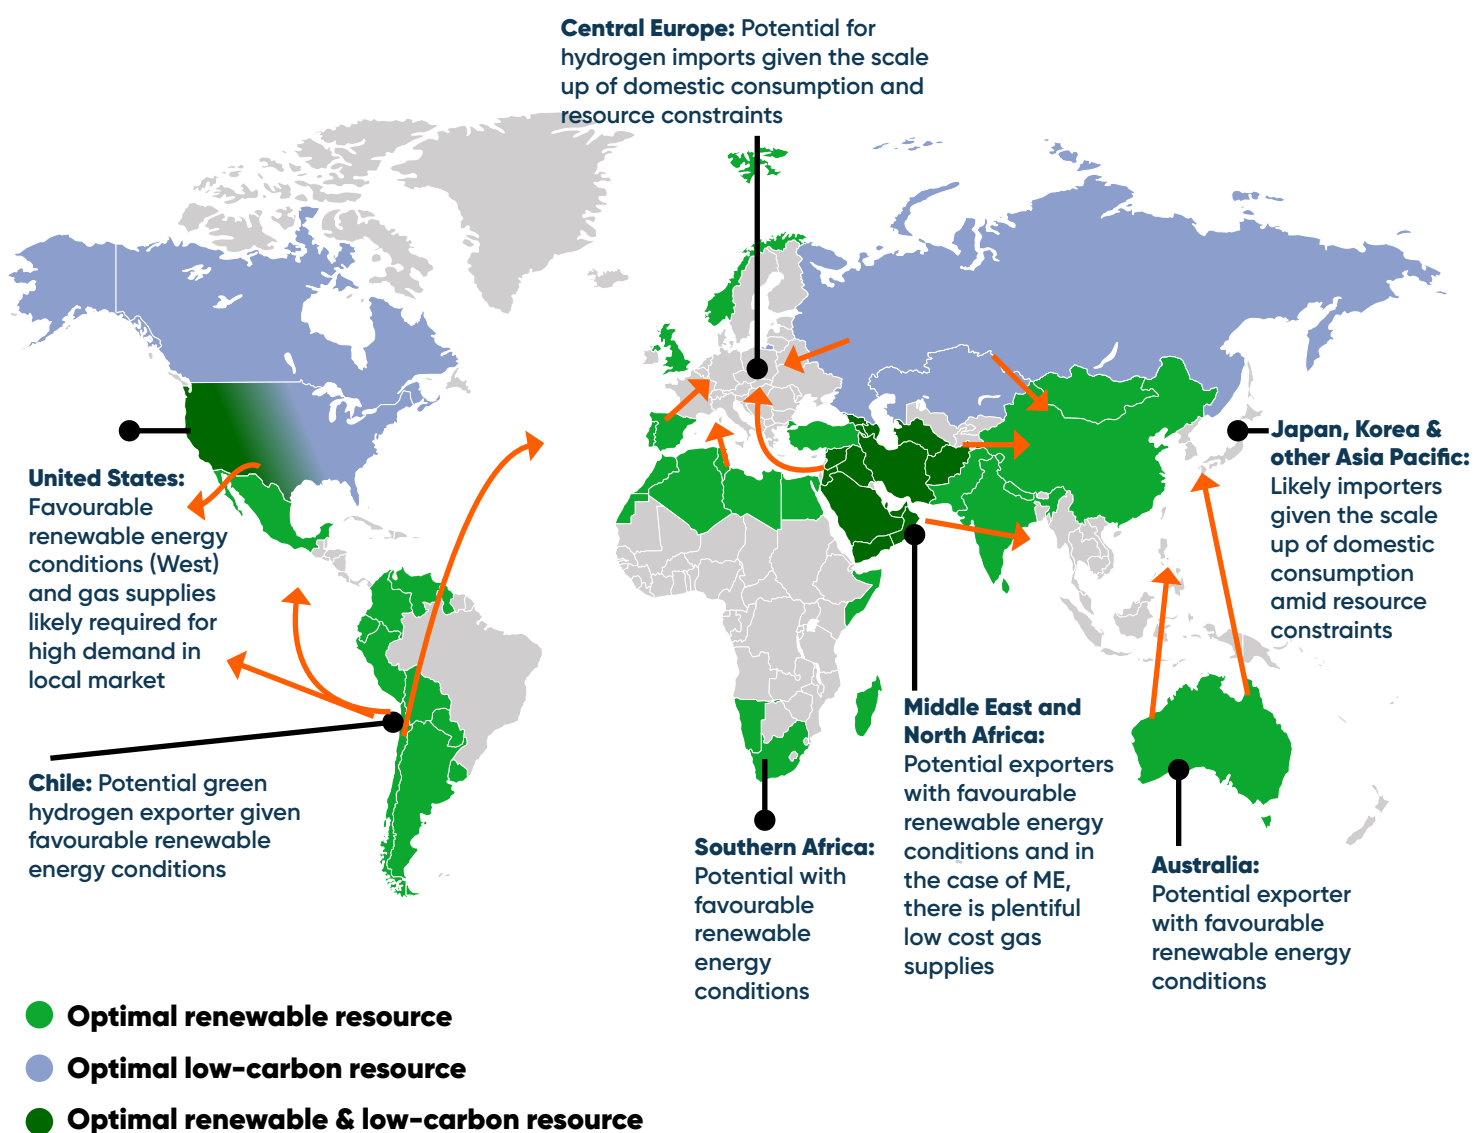 Central Europe: Potential for
hydrogen imports given the scale
up of domestic consumption and
resource constraints
United States:
Favourable
renewable energy
conditions (West)
and gas supplies
likely required for
high demand in
local market
Japan, Korea &
other Asia Pacific:
Likely importers
given the scale
up of domestic
consumption
amid resource
constraints
Chile: Potential green
hydrogen exporter given
favourable renewable
energy conditions
Southern Africa:
Potential with
favourable
renewable
energy
conditions
Middle East and
North Africa:
Potential exporters
with favourable
renewable energy
conditions and in
the case of ME,
there is plentiful
low cost gas
supplies
Australia:
Potential exporter
with favourable
renewable energy
conditions
Optimal renewable resource
Optimal low-carbon resource
Optimal renewable & low-carbon resource